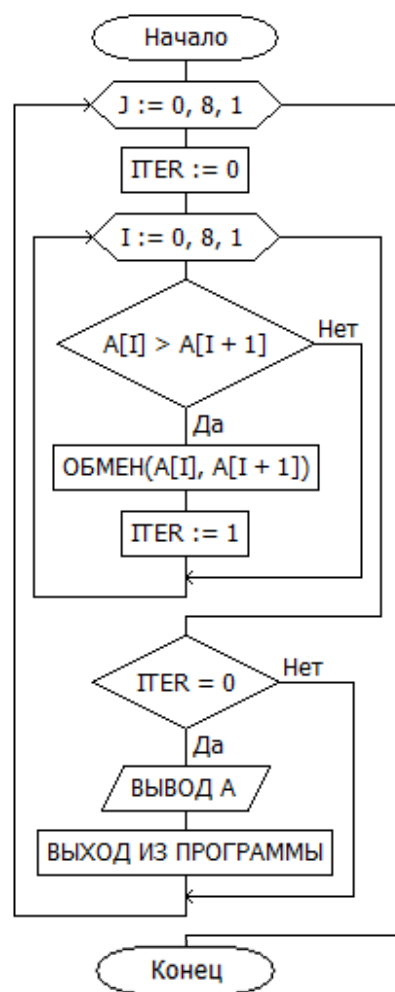 Начало
J := 0, 8, 1
ITER := 0
I := 0, 8, 1
A[I] > A[I + 1]
Нет
Да
ОБМЕН(A[I], A[I + 1])
ITER := 1
ITER = 0
Нет
Да
ВЫВОД А
ВЫХОД ИЗ ПРОГРАММЫ
Конец